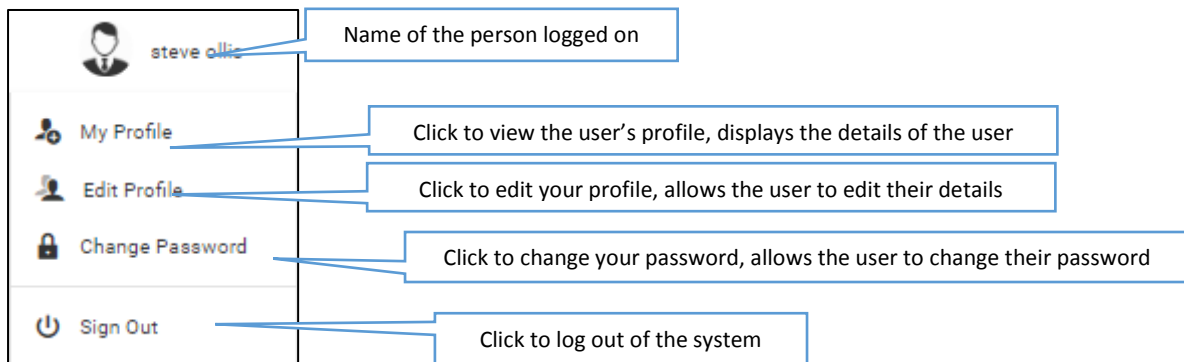 steve ollis
Name of the person logged on
My Profile
Click to view the user’s profile, displays the details of the user
Edit Profile
Click to edit your profile, allows the user to edit their details
Change Password
Click to change your password, allows the user to change their password
Sign Out
Click to log out of the system